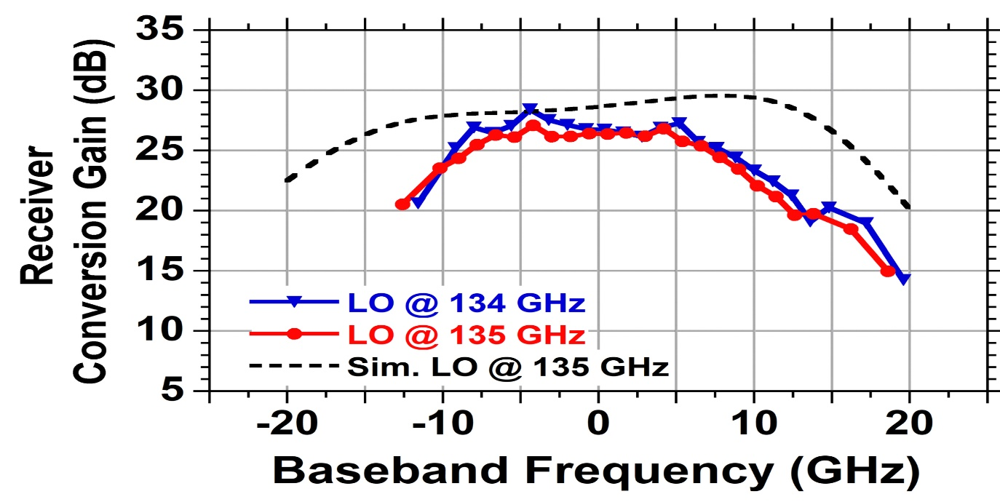 Receiver
Conversion Gain (dB)
35
30
25
20
15
10
5
LO @ 134 GHz
LO @ 135 GHz
Sim. LO @ 135 GHz
-20 -10 0 10 20
Baseband Frequency (GHz)